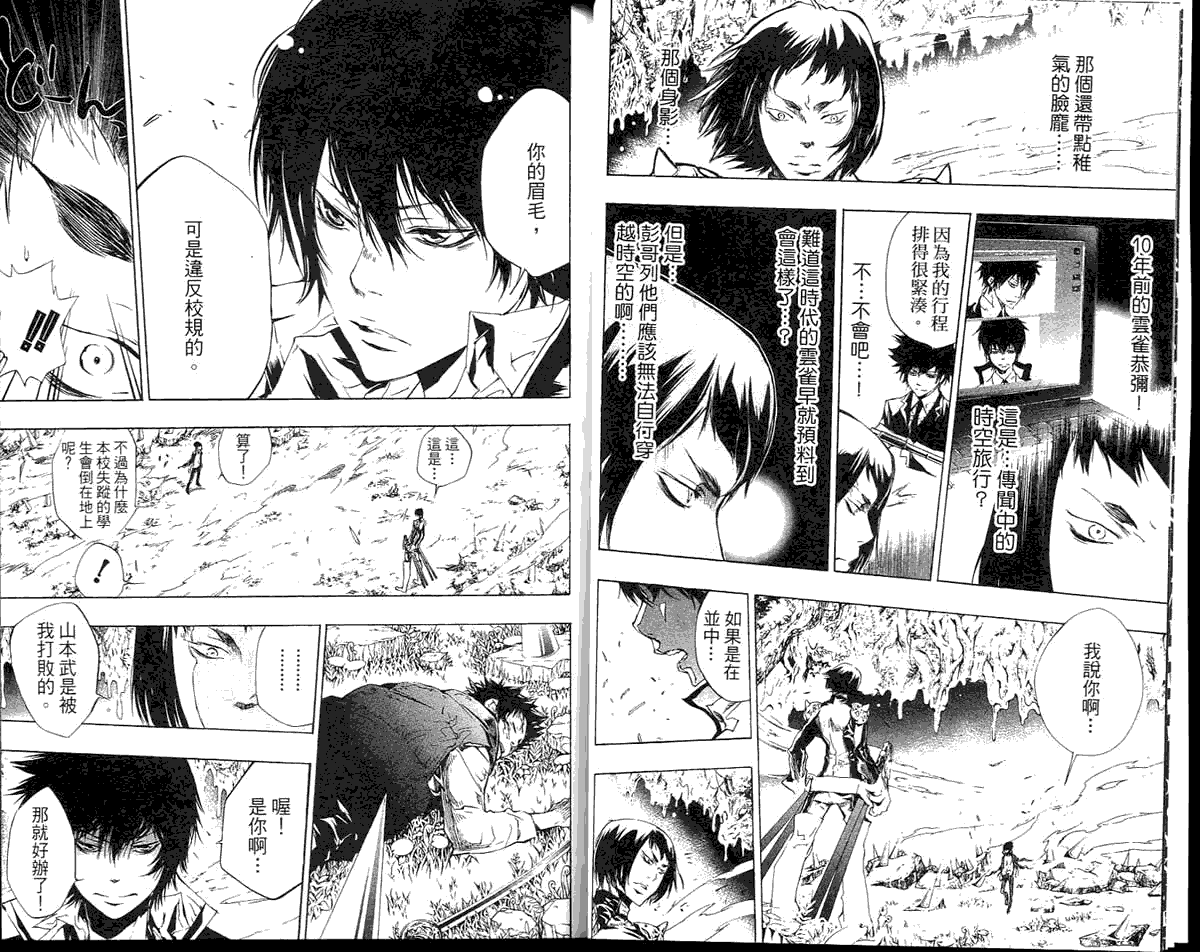 那個還帶點稚
氣的臉龐……
那個身影…
10年前的雲雀恭彌！
這是…傳聞中的
時空旅行？
因為我的行程
排得很緊湊。
不…不會吧…！
難道這時代的雲雀早就預料到
會這樣了…？
但是…
彭哥列他們應該無法自行穿
越時空的啊………
我說你啊…
如果是在
並中…
你的眉毛，
可是違反校規的。
どーん
!!
這…
這是…
算了！
不過為什麼
本校失蹤的學
生會倒在地上
呢？
！
……
……
山本武是被
我打敗的。
喔！
是你啊…
那就好辦了！